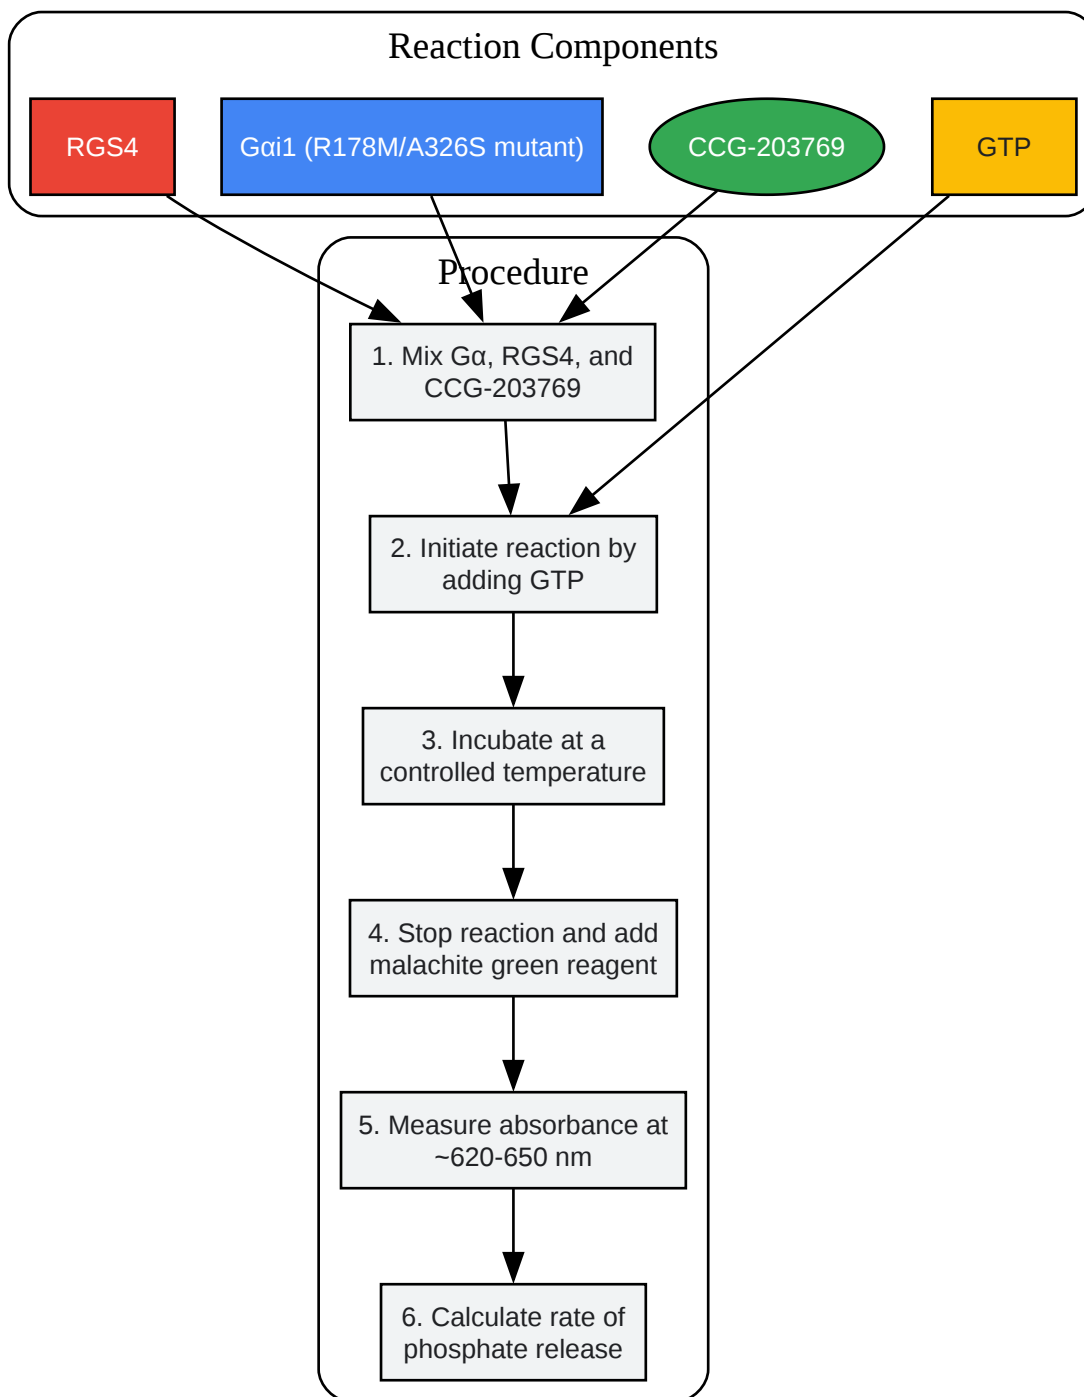 Reaction Components
RGS4
Gαi1 (R178M/A326S mutant)
CCG-203769
GTP
Procedure
1. Mix Gα, RGS4, and
CCG-203769
2. Initiate reaction by
adding GTP
3. Incubate at a
controlled temperature
4. Stop reaction and add
malachite green reagent
5. Measure absorbance at
~620-650 nm
6. Calculate rate of
phosphate release